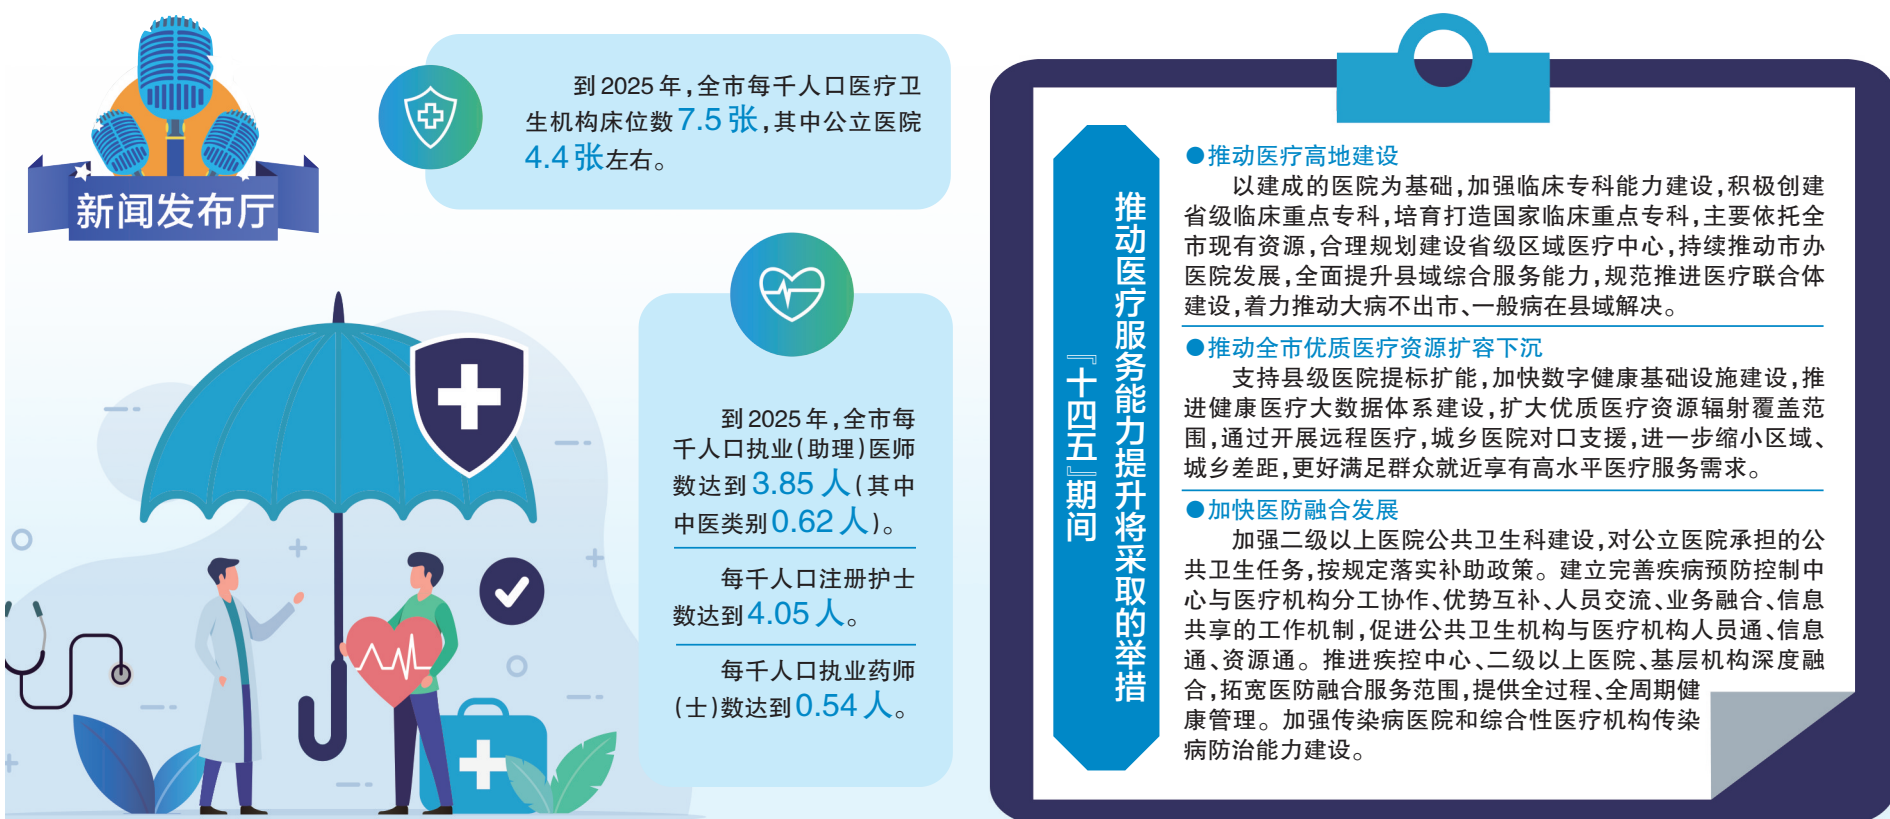 新闻发布厅
到2025年,全市每千人口医疗卫
生机构床位数7.5张,其中公立医院
4.4张左右。
到2025年,全市每
千人口执业(助理)医师
数达到3.85人(其中
中医类别0.62人)。
每千人口注册护士
数达到4.05人。
每千人口执业药师
(士)数达到0.54人。
『十四五』期间
推动医疗服务能力提升将采取的举措
●推动医疗高地建设
以建成的医院为基础,加强临床专科能力建设,积极创建
省级临床重点专科,培育打造国家临床重点专科,主要依托全
市现有资源,合理规划建设省级区域医疗中心,持续推动市办
医院发展,全面提升县域综合服务能力,规范推进医疗联合体
建设,着力推动大病不出市、一般病在县域解决。
●推动全市优质医疗资源扩容下沉
支持县级医院提标扩能,加快数字健康基础设施建设,推
进健康医疗大数据体系建设,扩大优质医疗资源辐射覆盖范
围,通过开展远程医疗,城乡医院对口支援,进一步缩小区域、
城乡差距,更好满足群众就近享有高水平医疗服务需求。
●加快医防融合发展
加强二级以上医院公共卫生科建设,对公立医院承担的公
共卫生任务,按规定落实补助政策。建立完善疾病预防控制中
心与医疗机构分工协作、优势互补、人员交流、业务融合、信息
共享的工作机制,促进公共卫生机构与医疗机构人员通、信息
通、资源通。推进疾控中心、二级以上医院、基层机构深度融
合,拓宽医防融合服务范围,提供全过程、全周期健
康管理。加强传染病医院和综合性医疗机构传染
病防治能力建设。